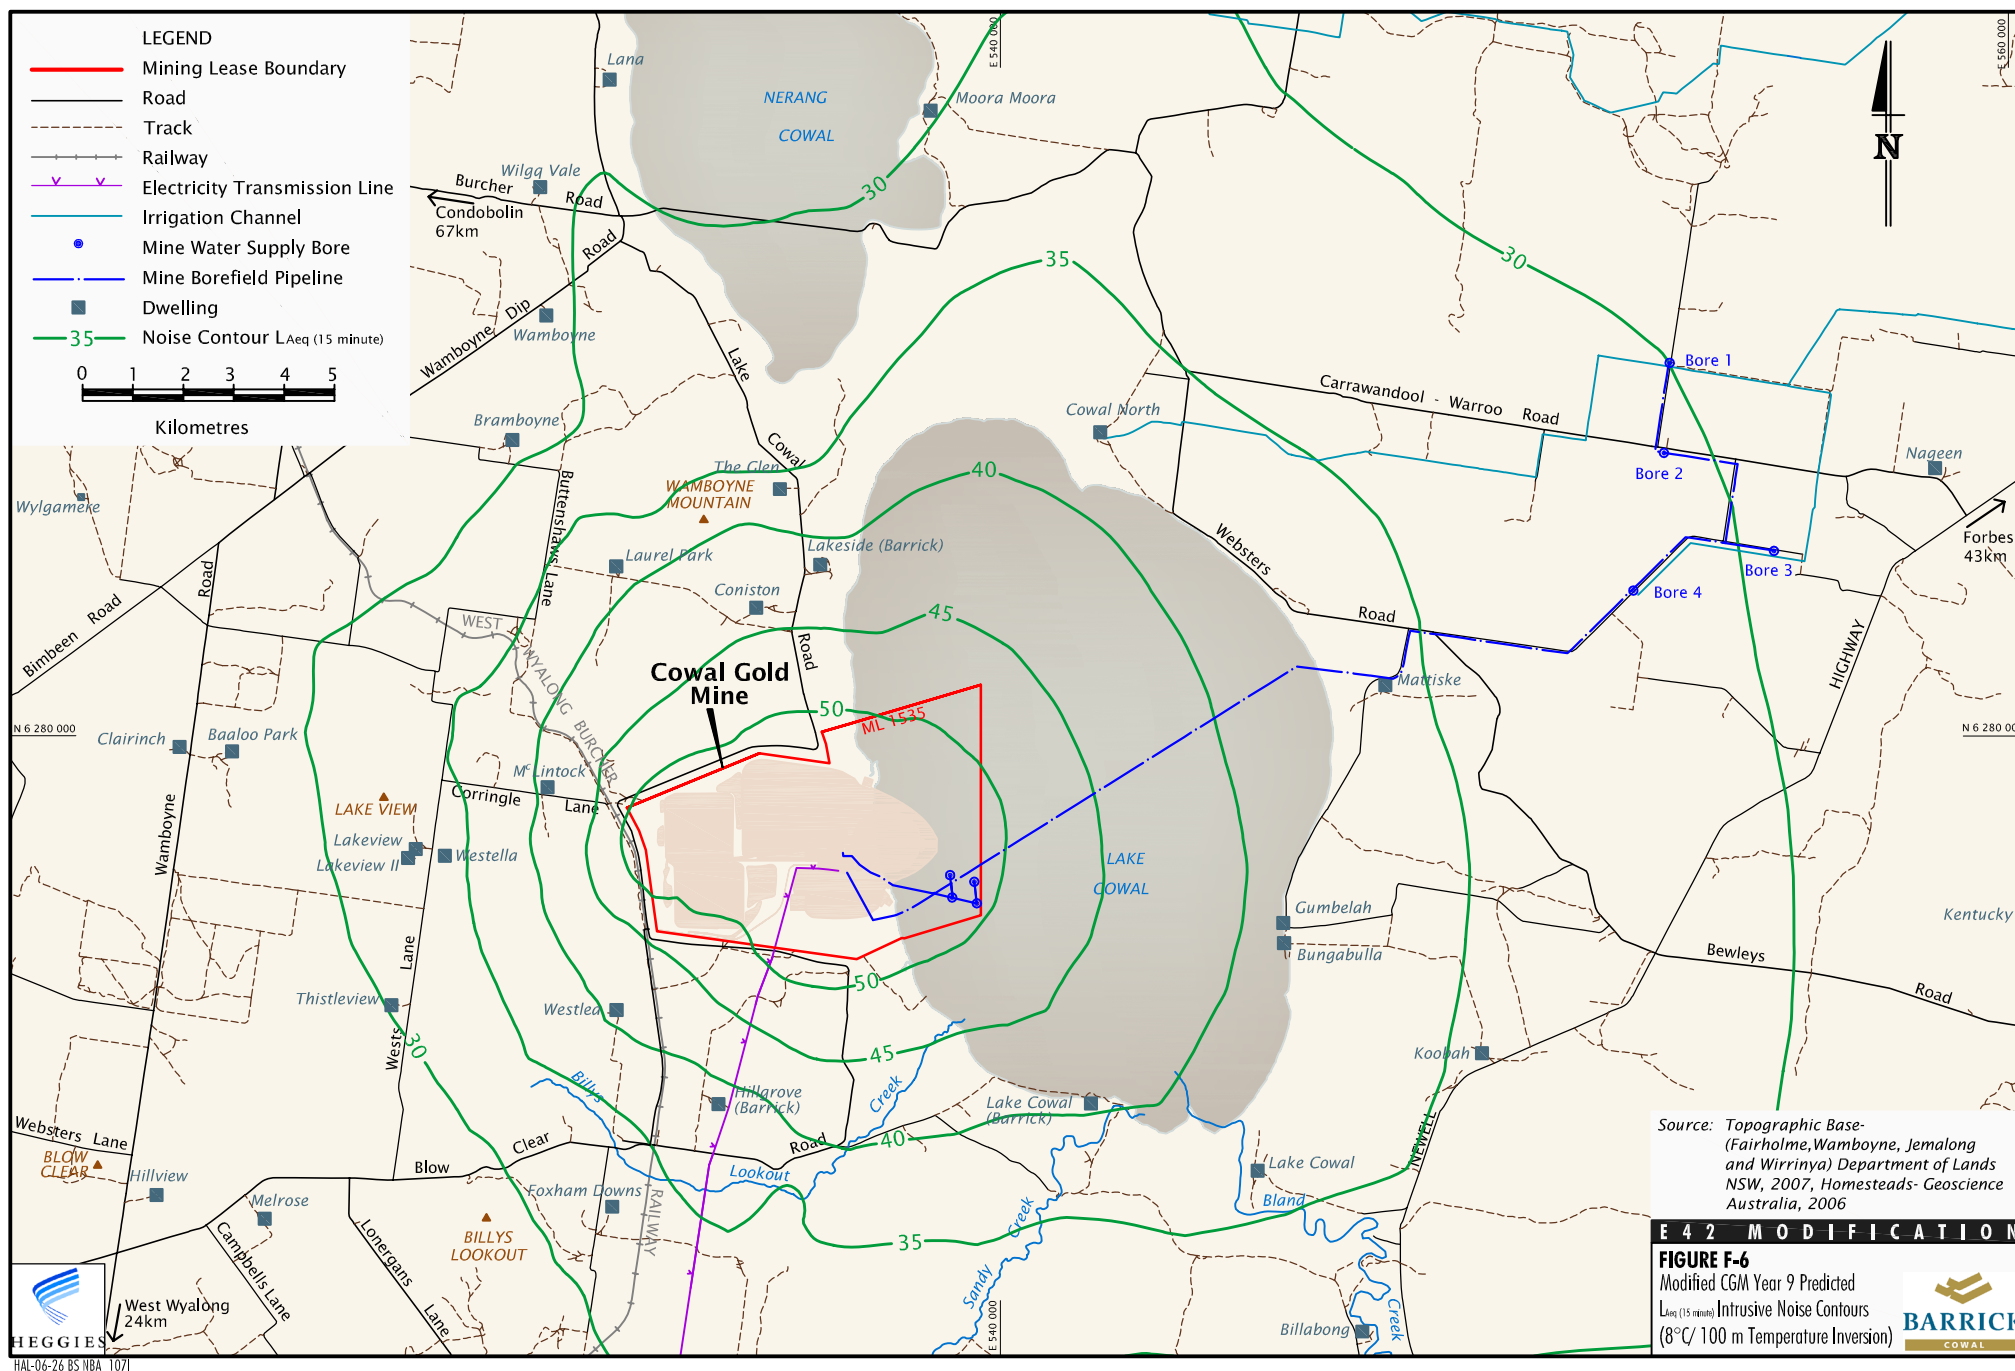 LEGEND
Mining Lease Boundary
Road
Track
Railway
Electricity Transmission Line
Irrigation Channel
Mine Water Supply Bore
Mine Borefield Pipeline
Dwelling
35
Noise Contour LAeq (15 minute)
0 1 2 3 4 5
Kilometres
E 540 000
E 560 000
Lana
NERANG
COWAL
Moora Moora
N
Wilga Vale
Burcher Road
Condobolin
67km
30
30
35
Wamboyne Dip Road
Wamboyne
Lake Cowal Road
Bore 1
Carrawandool - Warroo Road
Cowal North
Bramboyne
The Glen
WAMBOYNE
MOUNTAIN
40
Bore 2
Nageen
Wylgamere
Buttenshaws Lane
Laurel Park
Lakeside (Barrick)
Websters Road
Forbes
43km
Bore 3
Bore 4
Coniston
45
Bimbeen Road
WEST WYALONG BURCHER RAILWAY
Cowal Gold
Mine
Mattiske
HIGHWAY
50
ML 1535
N 6 280 000
N 6 280 00
Clairinch
Baaloo Park
McLintock
Corringle Lane
LAKE VIEW
Wamboyne Road
Lakeview
Lakeview II
Westella
LAKE
COWAL
Gumbelah
Kentucky
Bungabulla
Bewleys Road
Wests Lane
Thistleview
Westlea
50
30
45
Koobah
Billys
Creek
Hillgrove
(Barrick)
Lake Cowal
(Barrick)
Websters Lane
BLOW
CLEAR
Hillview
Blow Clear Road
40
Lookout
NEWELL
Lake Cowal
Melrose
Foxham Downs
Bland
Creek
BILLYS
LOOKOUT
Campbells Lane
Lonergans Lane
35
Sandy Creek
Billabong
E 540 000
West Wyalong
24km
HEGGIES
HAL-06-26 BS NBA 107I
Source: Topographic Base-
(Fairholme,Wamboyne, Jemalong
and Wirrinya) Department of Lands
NSW, 2007, Homesteads- Geoscience
Australia, 2006
E42 MODIFICATION
FIGURE F-6
Modified CGM Year 9 Predicted
LAeq (15 minute) Intrusive Noise Contours
(8°C/ 100 m Temperature Inversion)
BARRICK
COWAL